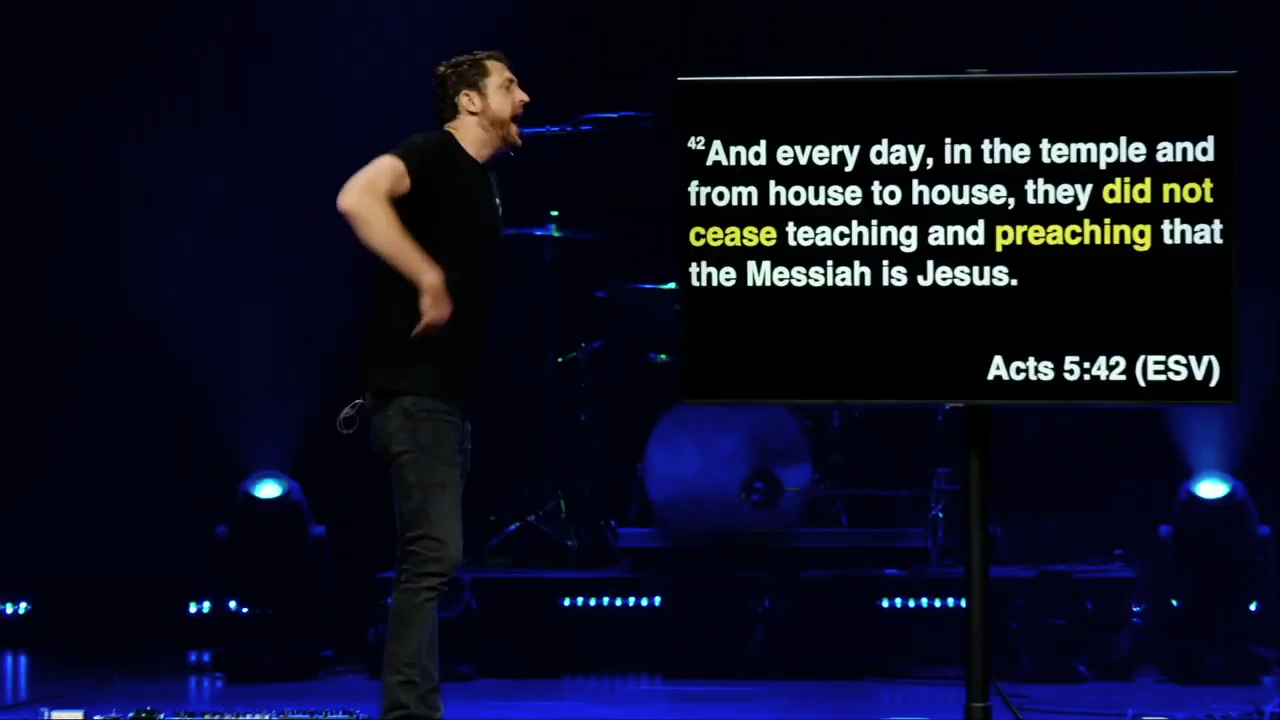 ⁴²And every day, in the temple and
from house to house, they did not
cease teaching and preaching that
the Messiah is Jesus.
Acts 5:42 (ESV)